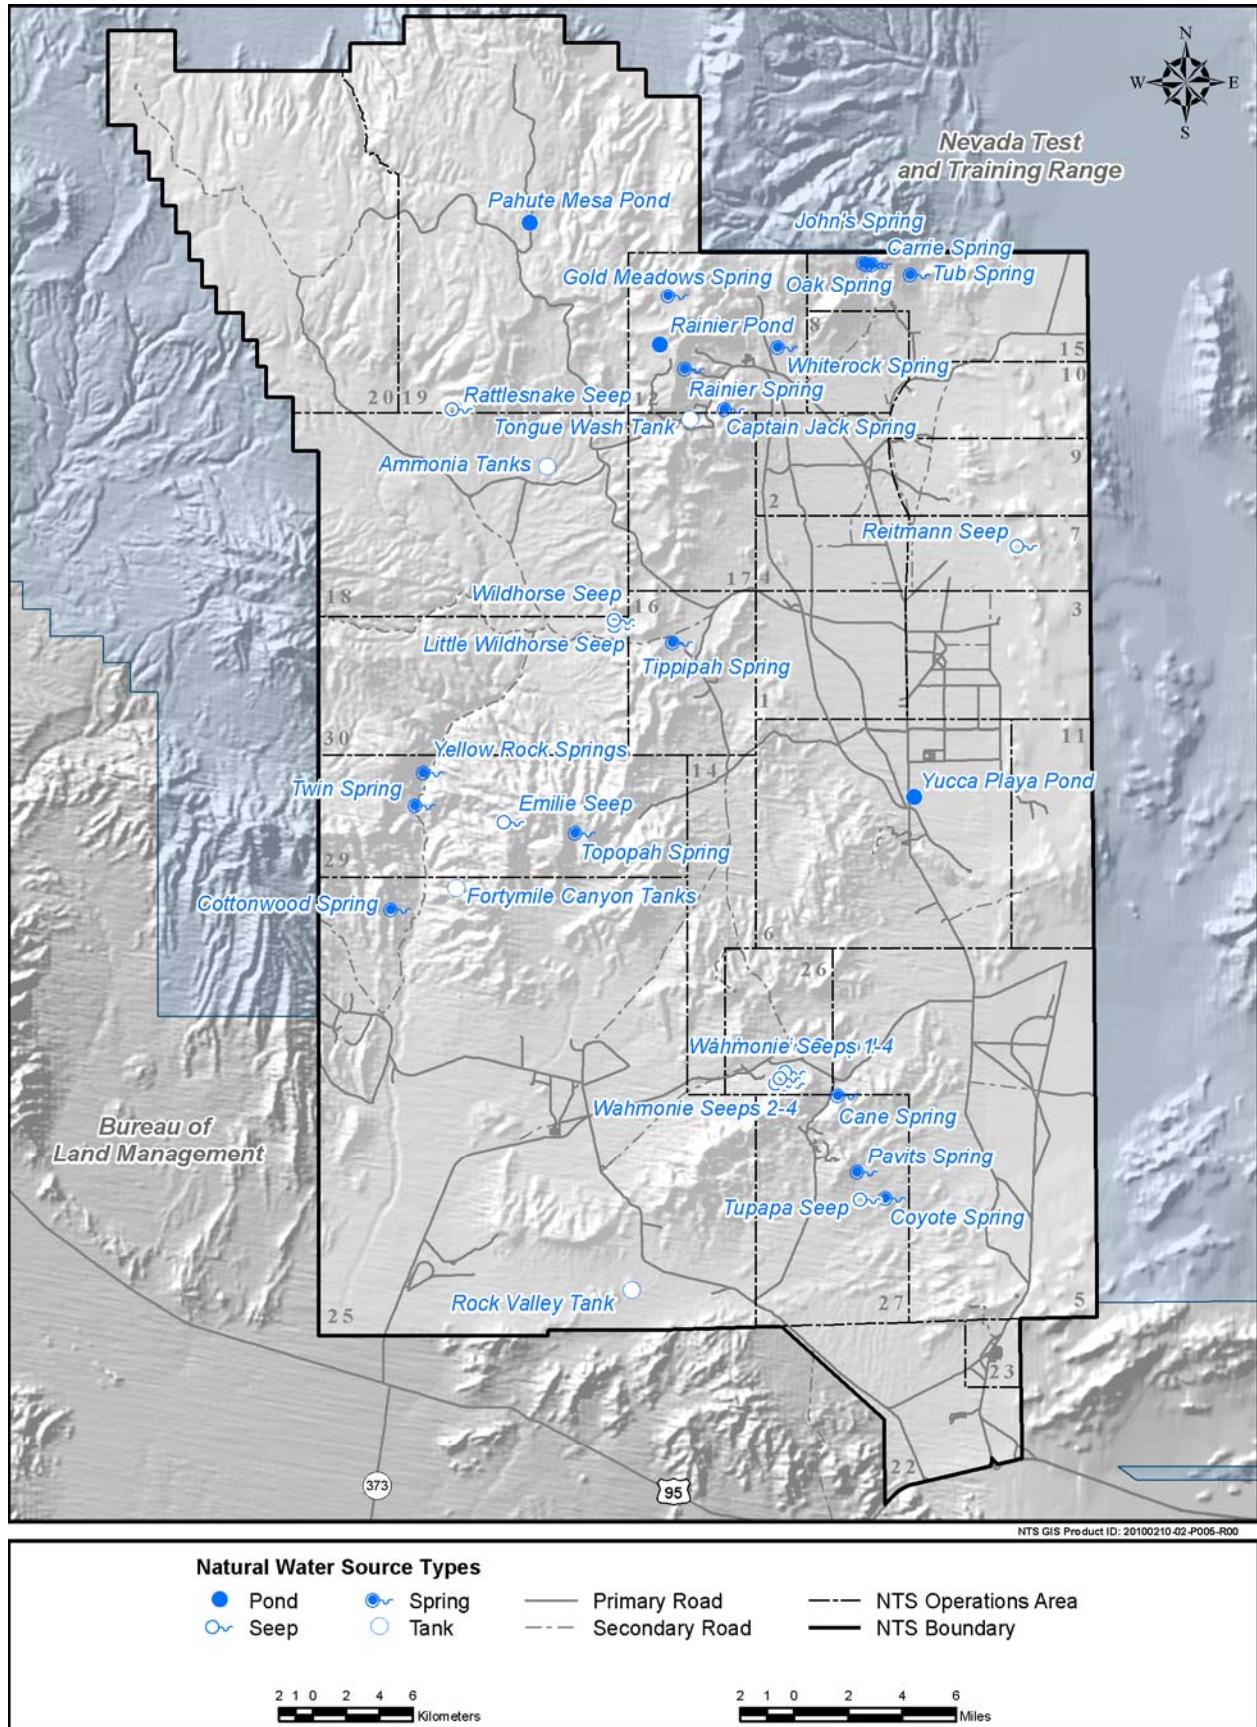 N
W E
S
Nevada Test
and Training Range
Pahute Mesa Pond
John's Spring
Carrie Spring
Oak Spring
Tub Spring
Gold Meadows Spring
8
Rainier Pond
15
Whiterock Spring
10
20 19
Rattlesnake Seep
12
Rainier Spring
Tongue Wash Tank
Captain Jack Spring
Ammonia Tanks
9
2
Reitmann Seep
7
18
Wildhorse Seep
16
17 4
3
Little Wildhorse Seep
Tippipah Spring
1
30
11
Yellow Rock Springs
14
Twin Spring
Emilie Seep
Yucca Playa Pond
Topopah Spring
29
Cottonwood Spring
Fortymile Canyon Tanks
6
26
Wahmonie Seeps 1-4
Wahmonie Seeps 2-4
Cane Spring
Bureau of
Land Management
Pavits Spring
Tupapa Seep
Coyote Spring
Rock Valley Tank
25
27
5
23
22
373
95
NTS GIS Product ID: 20100210-02-P005-R00
Natural Water Source Types
Pond Spring Primary Road NTS Operations Area
Seep Tank Secondary Road NTS Boundary
2 1 0 2 4 6
Kilometers
2 1 0 2 4 6
Miles